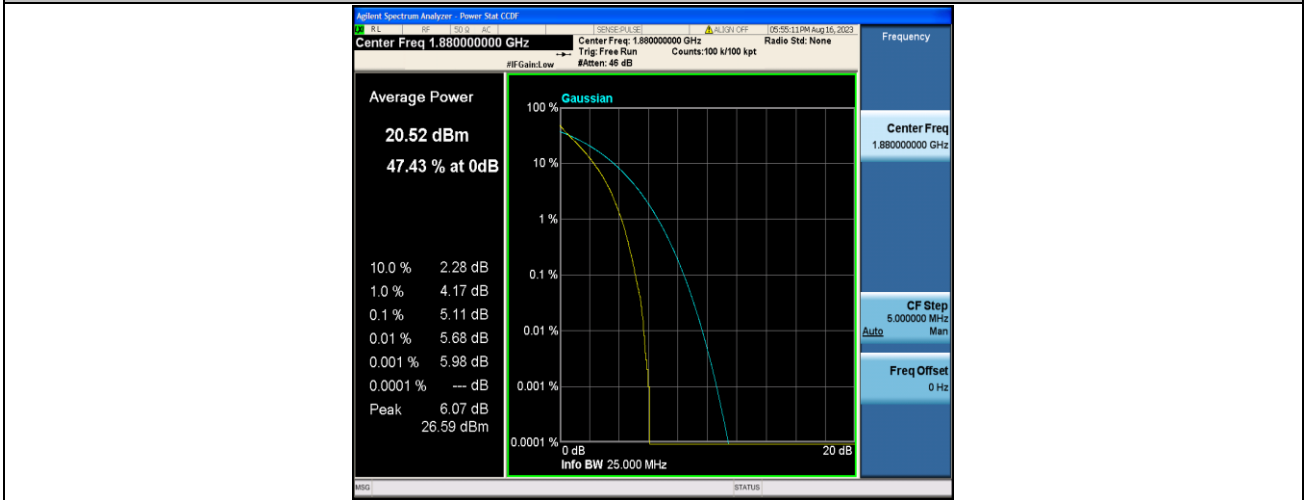 Agilent Spectrum Analyzer - Power Stat CCDF
RL RF 50 Ω AC SENSE:PULSE ALIGN OFF 05:55:11 PM Aug 16, 2023
Center Freq 1.880000000 GHz
Center Freq: 1.880000000 GHz Radio Std: None
Trig: Free Run Counts:100 k/100 kpt
#IFGain:Low #Atten: 46 dB
Frequency
Average Power
20.52 dBm
47.43 % at 0dB
10.0 % 2.28 dB
1.0 % 4.17 dB
0.1 % 5.11 dB
0.01 % 5.68 dB
0.001 % 5.98 dB
0.0001 % --- dB
Peak 6.07 dB
26.59 dBm
Gaussian
100 %
10 %
1 %
0.1 %
0.01 %
0.001 %
0.0001 %
0 dB 20 dB
Info BW 25.000 MHz
Center Freq
1.880000000 GHz
CF Step
5.000000 MHz
Auto Man
Freq Offset
0 Hz
MSG STATUS